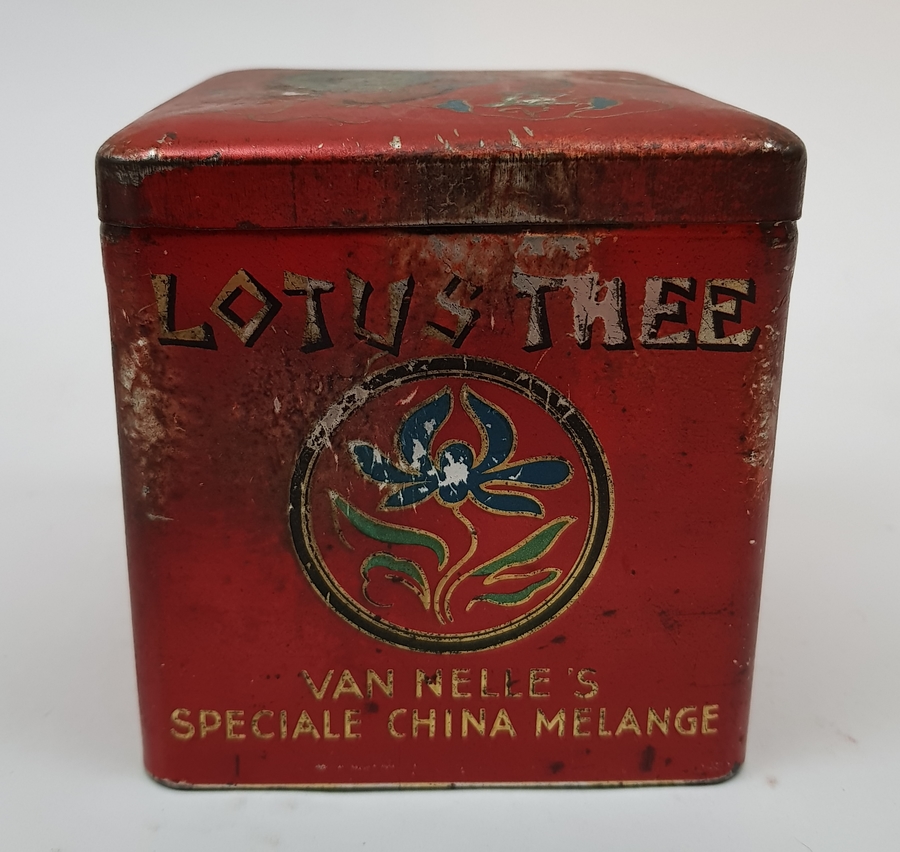 LOTUS THEE
VAN NELLE'S
SPECIALE CHINA MELANGE